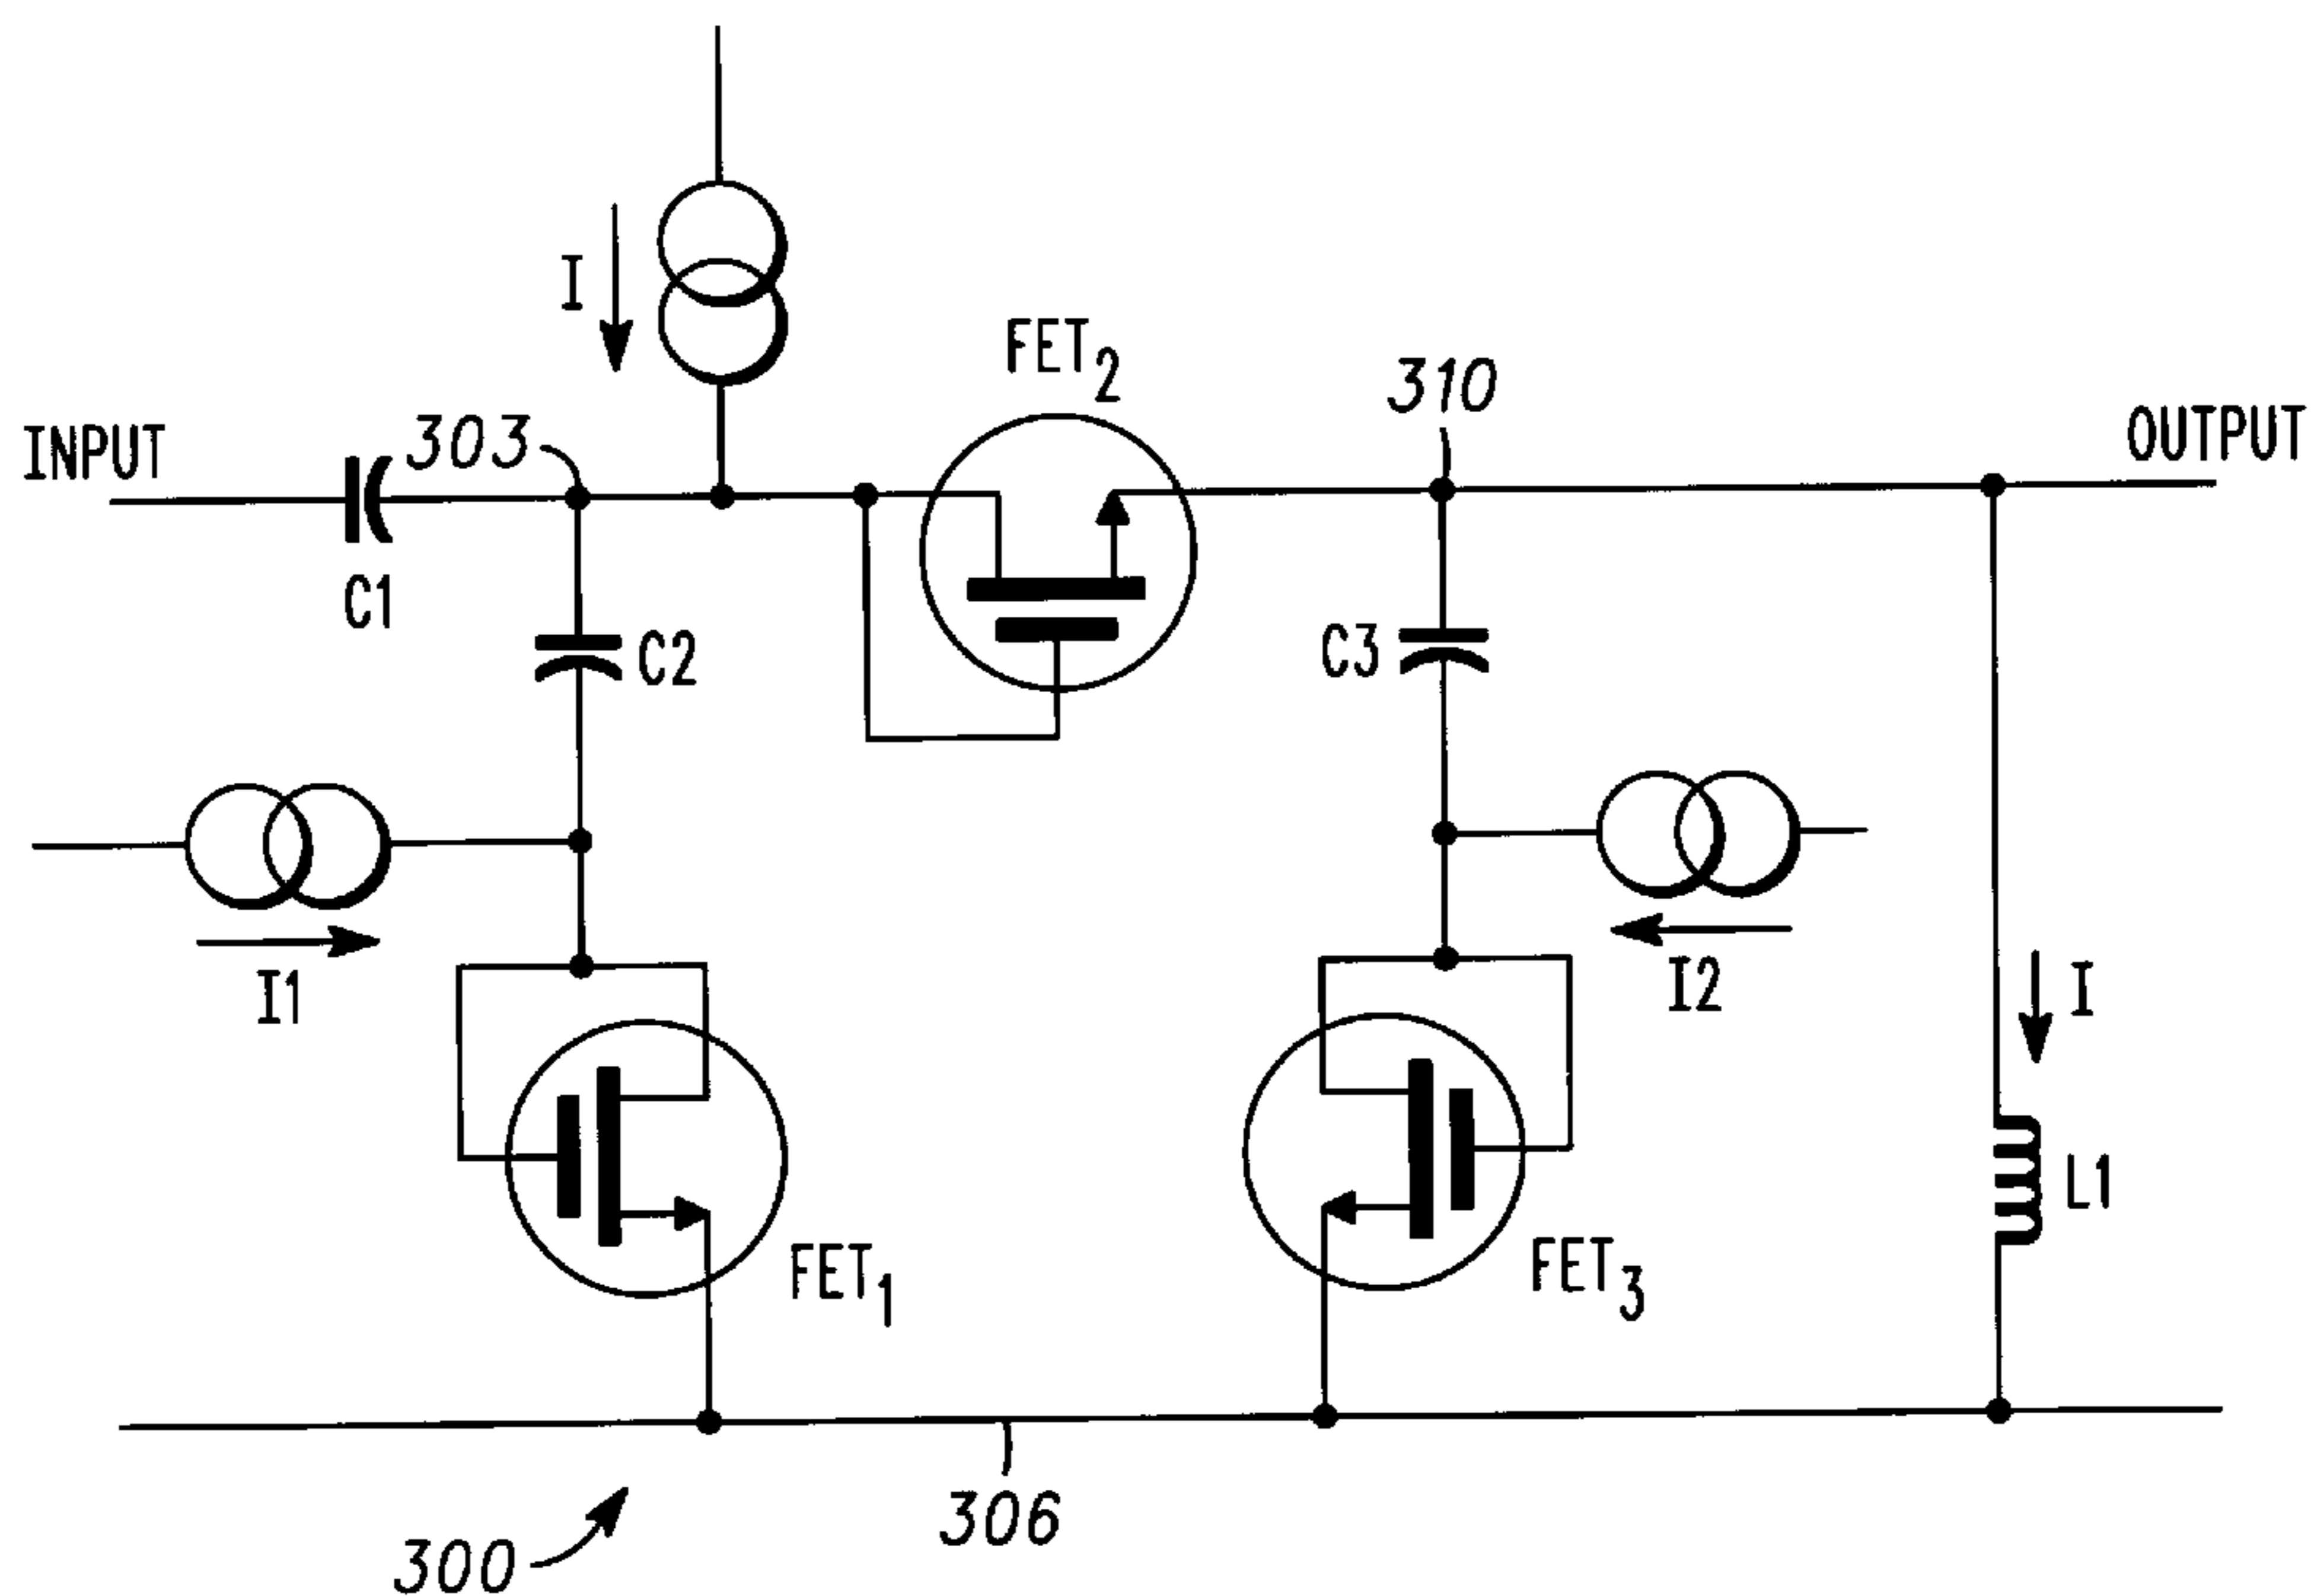 I
FET2
310
INPUT
303
OUTPUT
C1
C2
C3
I1
I2
I
L1
FET1
FET3
306
300